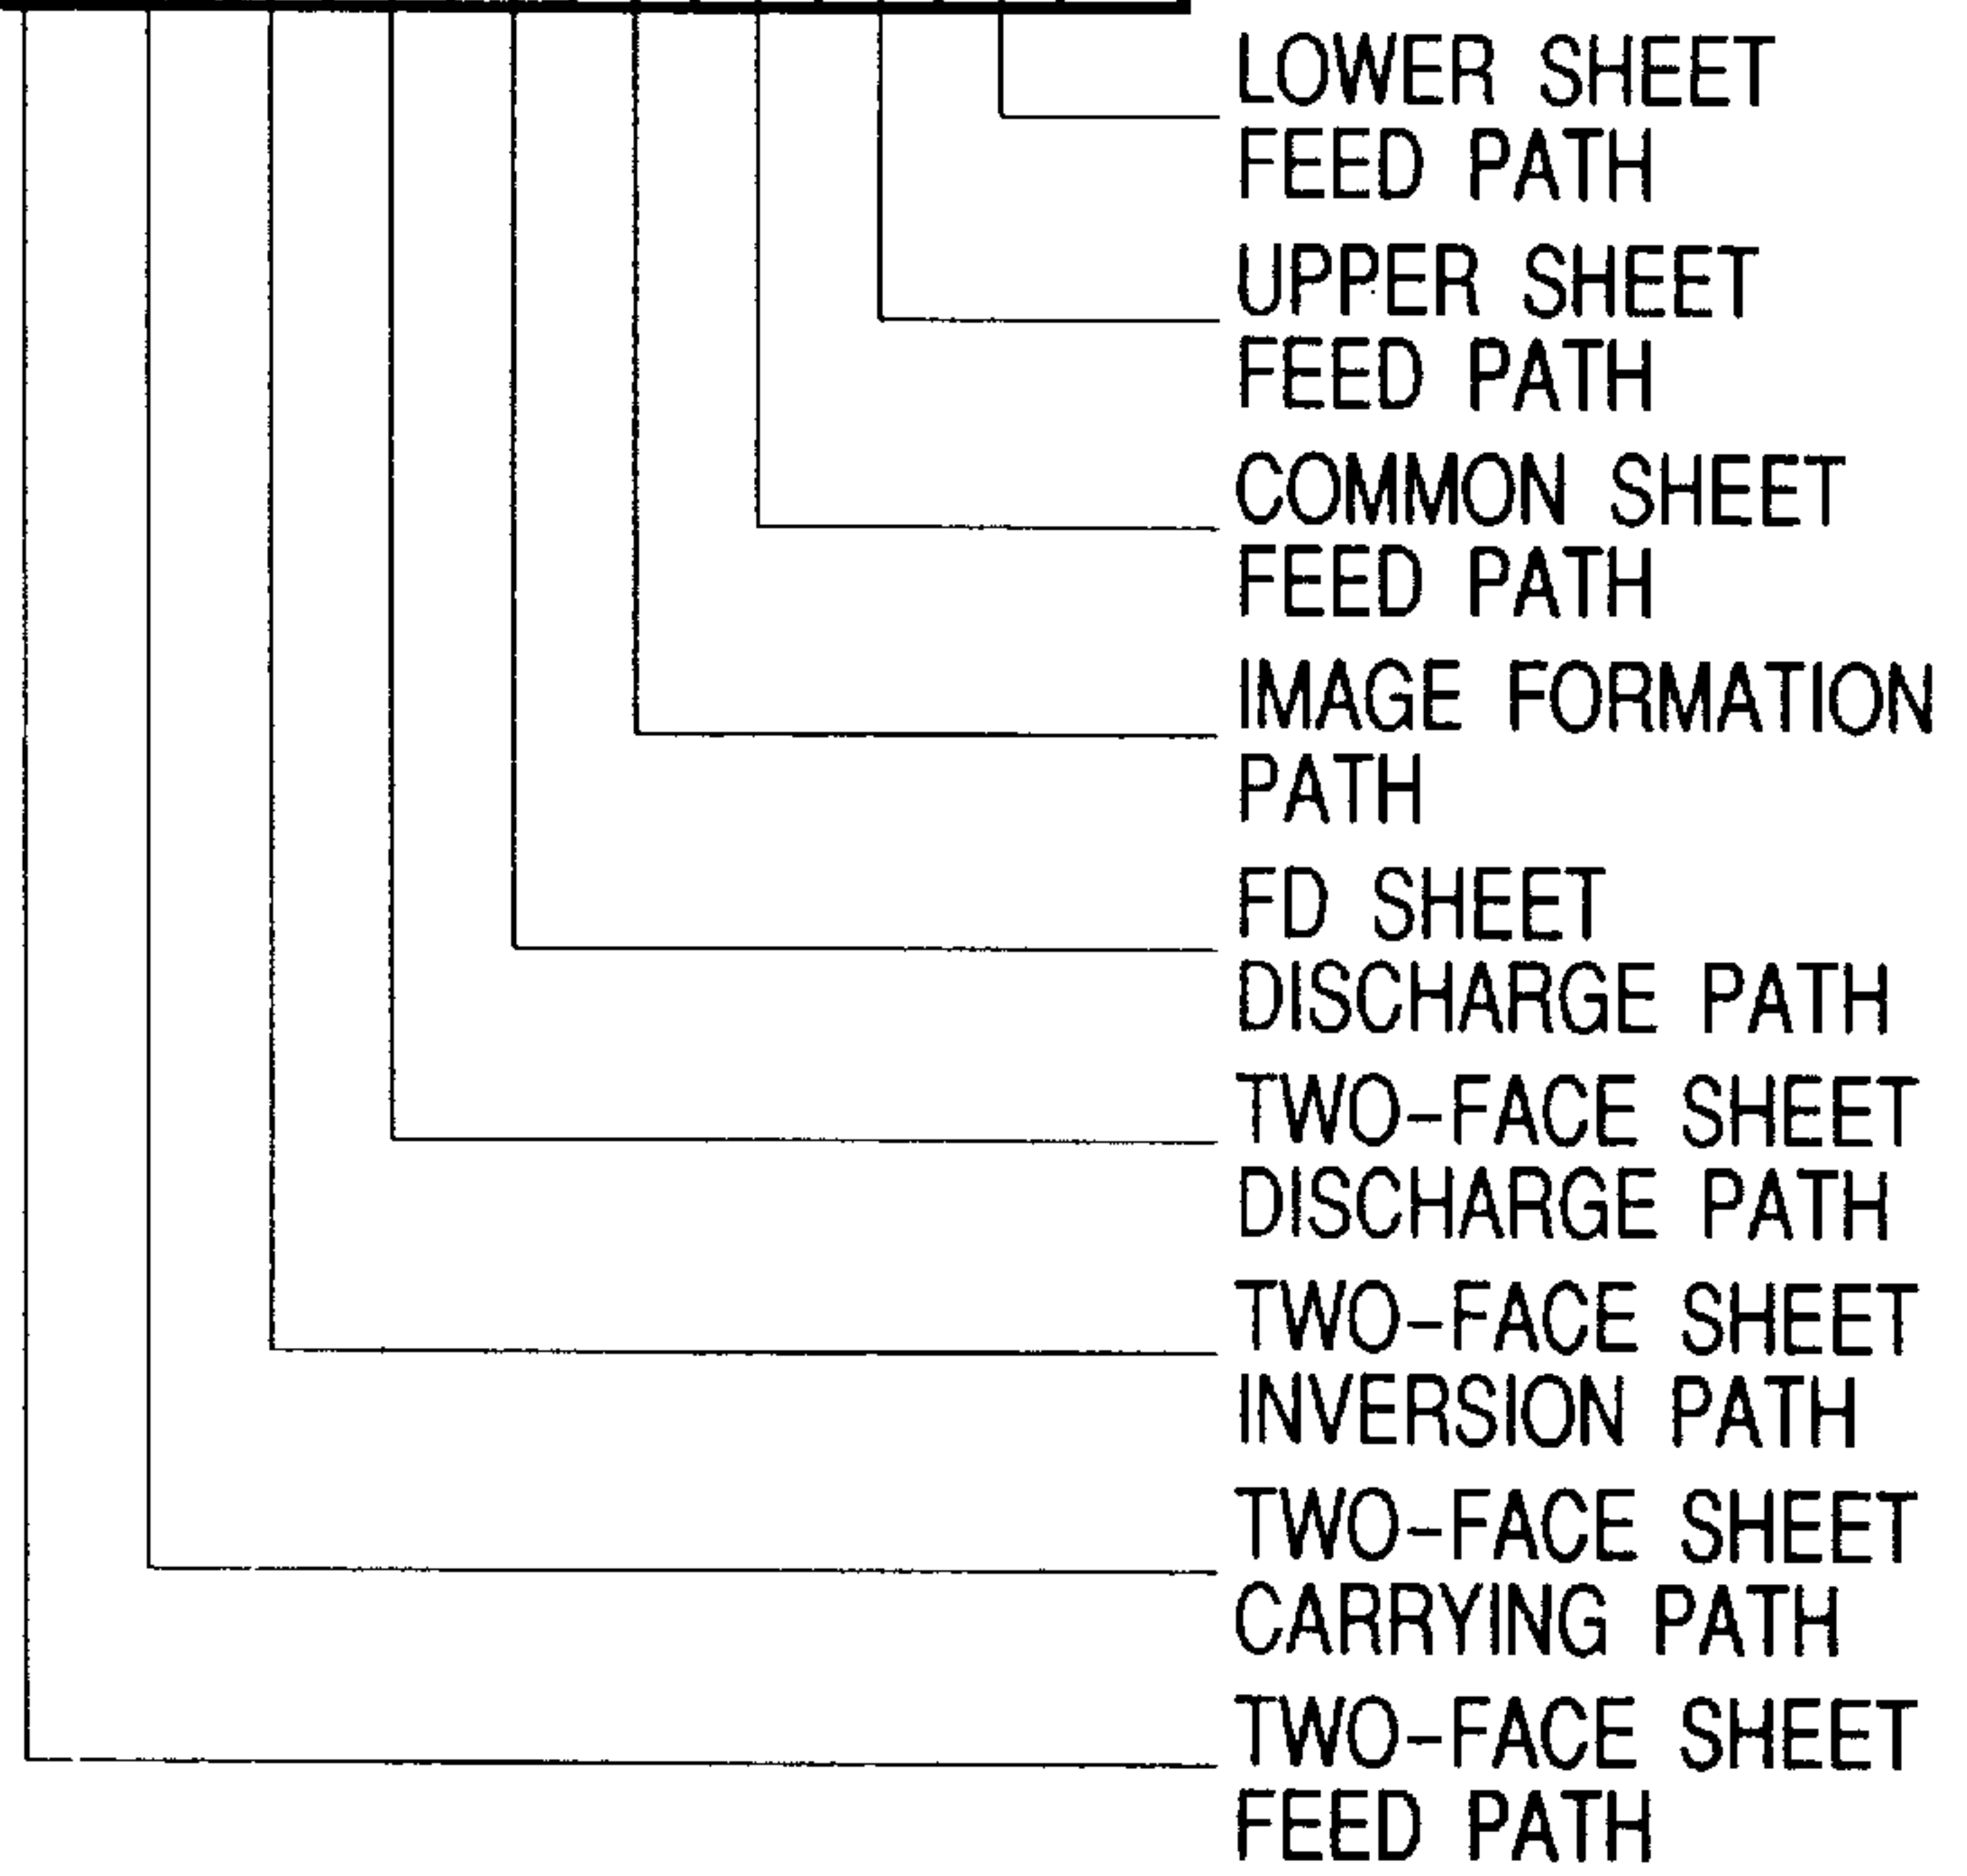 LOWER SHEET
FEED PATH
UPPER SHEET
FEED PATH
COMMON SHEET
FEED PATH
IMAGE FORMATION
PATH
FD SHEET
DISCHARGE PATH
TWO-FACE SHEET
DISCHARGE PATH
TWO-FACE SHEET
INVERSION PATH
TWO-FACE SHEET
CARRYING PATH
TWO-FACE SHEET
FEED PATH